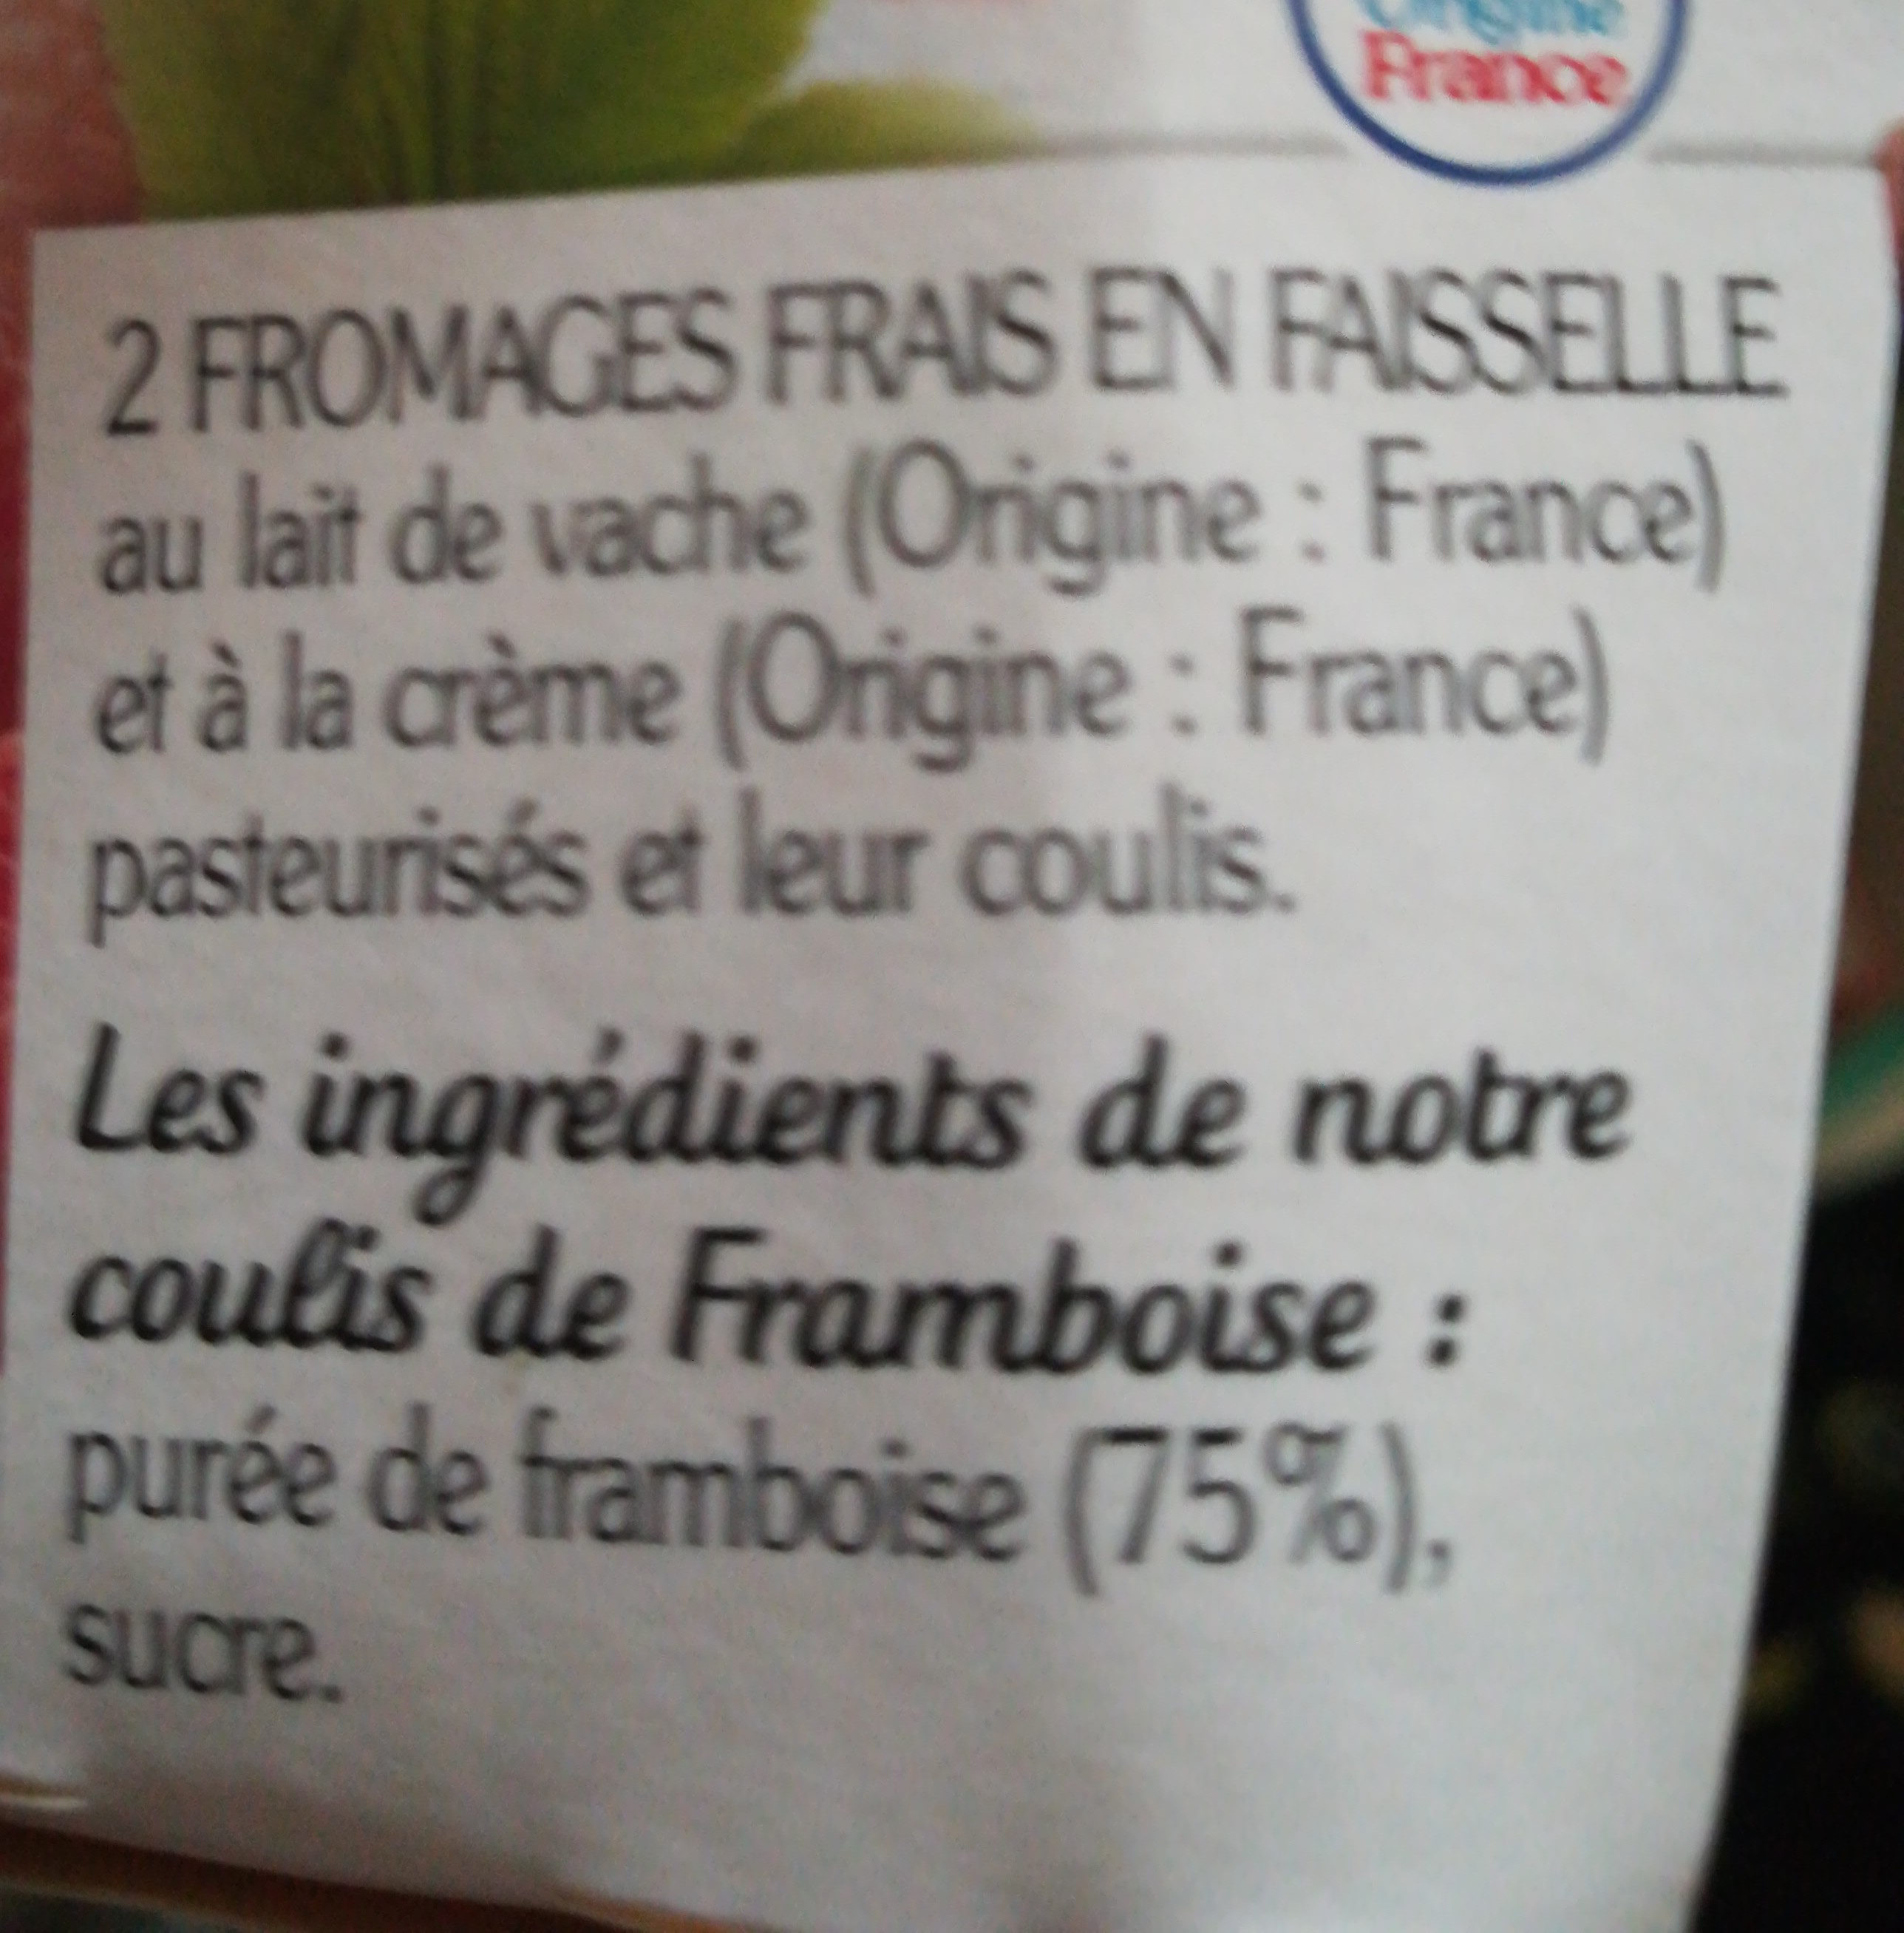 Origine
France
2 FROMAGES FRAIS EN FAISSELLE
au lait de vache (Origine : France)
et à la crème (Origine : France)
pasteurisés et leur coulis.
Les ingrédients de notre
coulis de Framboise :
purée de framboise (75%),
sucre.